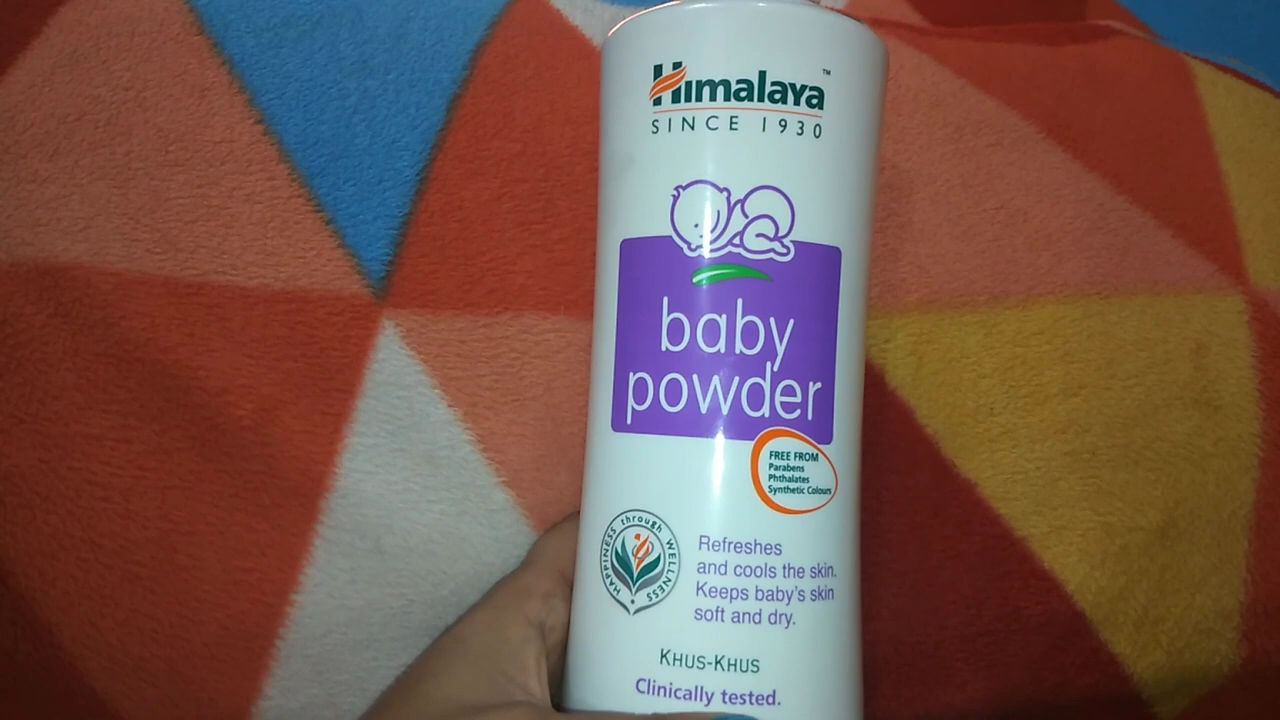 Himalaya™
SINCE 1930
baby
powder
FREE FROM
Parabens
Phthalates
Synthetic Colours
HAPPINESS through WELLNESS
Refreshes
and cools the skin.
Keeps baby's skin
soft and dry.
KHUS-KHUS
Clinically tested.